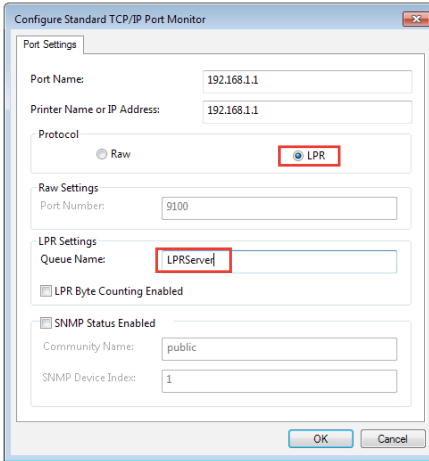 Configure Standard TCP/IP Port Monitor
Port Settings
Port Name: 192.168.1.1
Printer Name or IP Address: 192.168.1.1
Protocol
Raw LPR
Raw Settings
Port Number: 9100
LPR Settings
Queue Name: LPRServer
LPR Byte Counting Enabled
SNMP Status Enabled
Community Name: public
SNMP Device Index: 1
OK Cancel